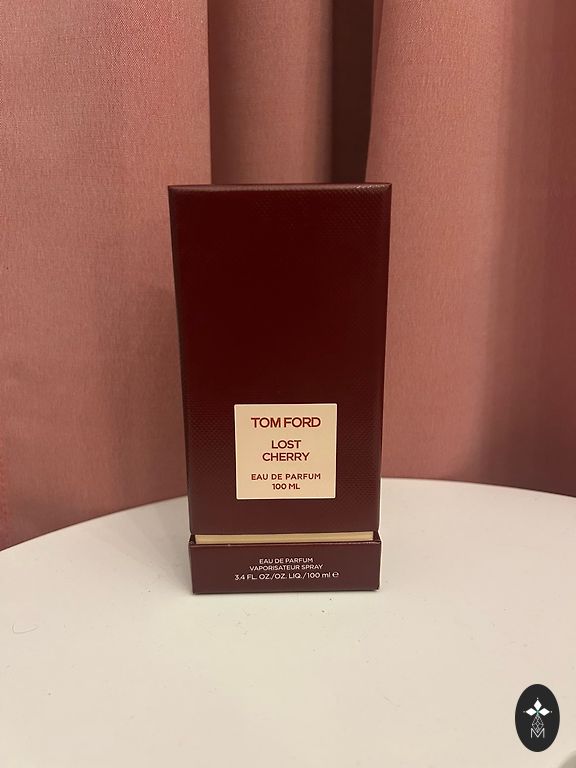 TOM FORD
LOST
CHERRY
EAU DE PARFUM
100 ML
EAU DE PARFUM
VAPORISATEUR SPRAY
3.4 FL. OZ./OZ. LIQ./100 ml ℮
M